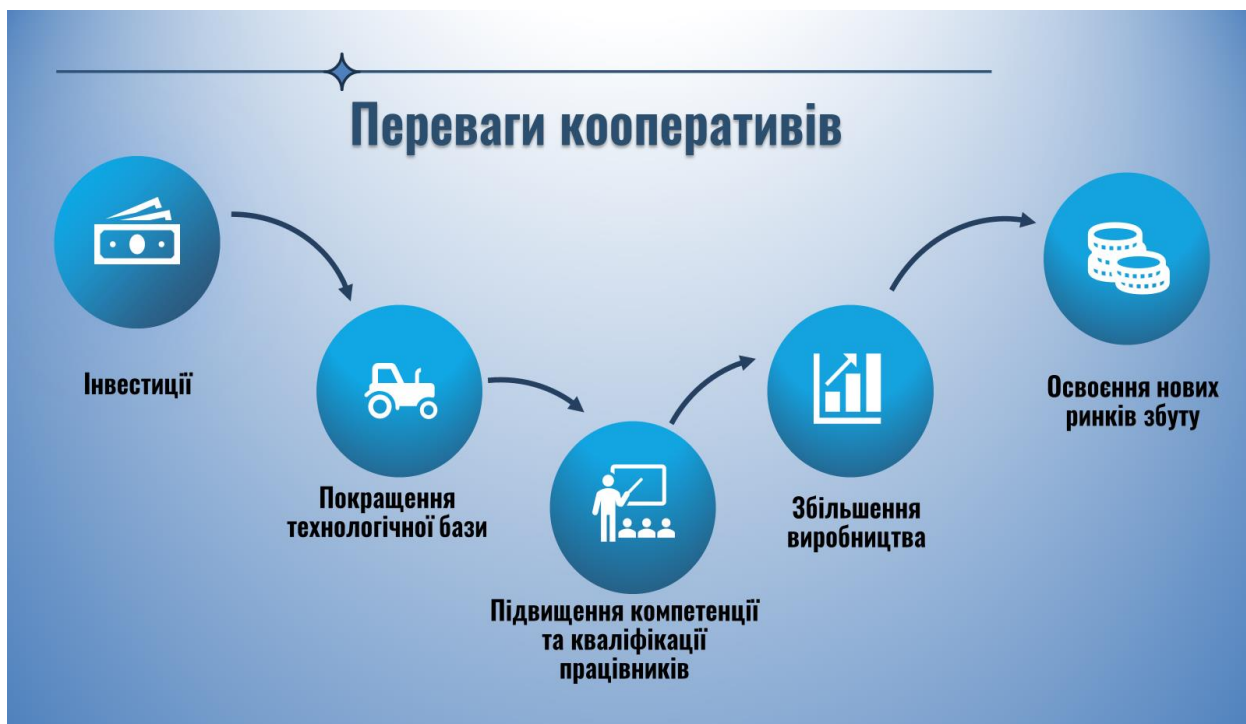 Переваги кооперативів
Інвестиції
Покращення
технологічної бази
Підвищення компетенції
та кваліфікації
працівників
Збільшення
виробництва
Освоєння нових
ринків збуту